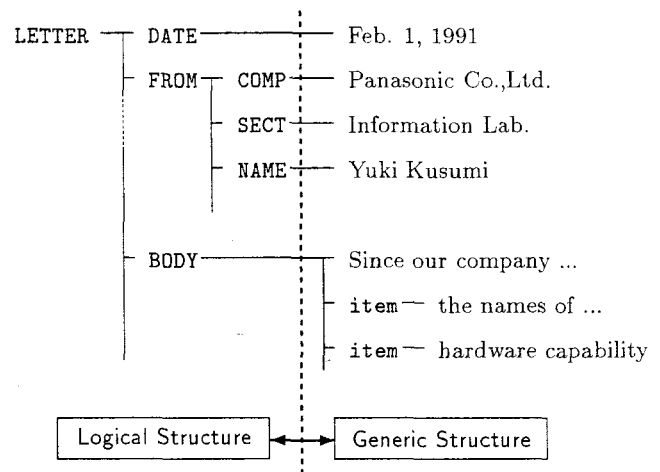 LETTER DATE Feb. 1, 1991
FROM COMP Panasonic Co.,Ltd.
SECT Information Lab.
NAME Yuki Kusumi
BODY Since our company ...
item the names of ...
item hardware capability
Logical Structure Generic Structure